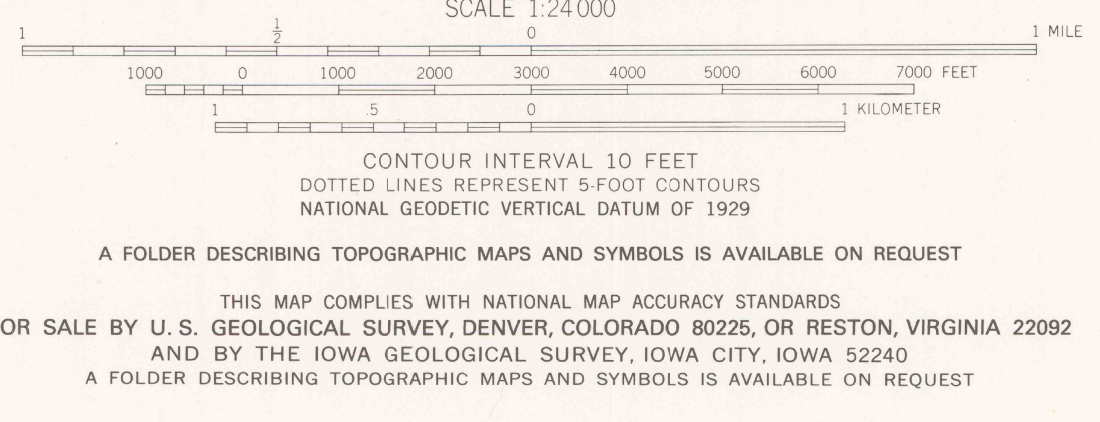 SCALE 1:24 000
1 1/2 0 1 MILE
1000 0 1000 2000 3000 4000 5000 6000 7000 FEET
1 .5 0 1 KILOMETER
CONTOUR INTERVAL 10 FEET
DOTTED LINES REPRESENT 5-FOOT CONTOURS
NATIONAL GEODETIC VERTICAL DATUM OF 1929
A FOLDER DESCRIBING TOPOGRAPHIC MAPS AND SYMBOLS IS AVAILABLE ON REQUEST
THIS MAP COMPLIES WITH NATIONAL MAP ACCURACY STANDARDS
OR SALE BY U. S. GEOLOGICAL SURVEY, DENVER, COLORADO 80225, OR RESTON, VIRGINIA 22092
AND BY THE IOWA GEOLOGICAL SURVEY, IOWA CITY, IOWA 52240
A FOLDER DESCRIBING TOPOGRAPHIC MAPS AND SYMBOLS IS AVAILABLE ON REQUEST